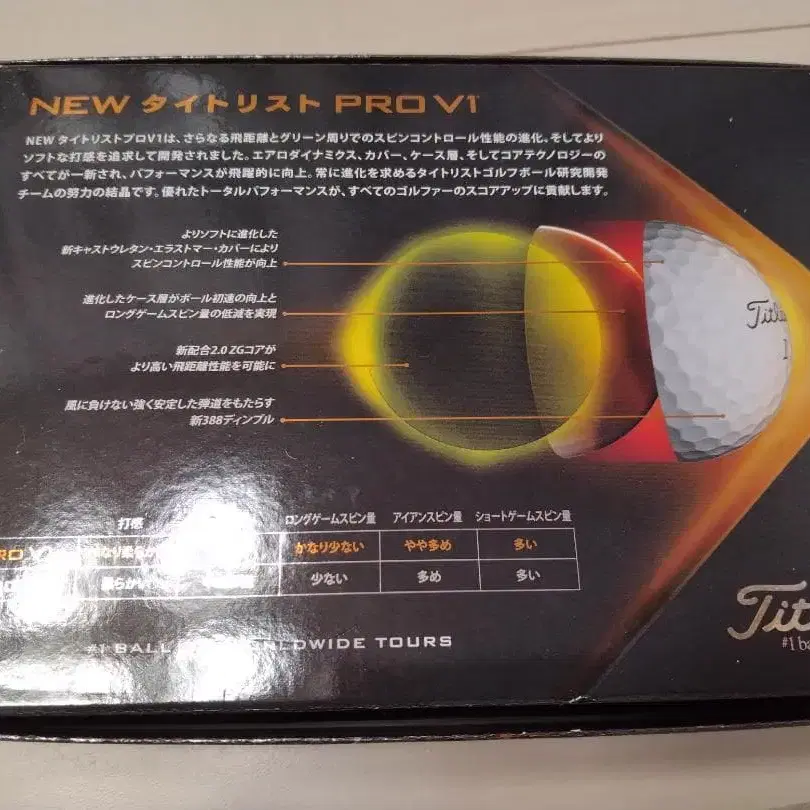 NEW タイトリスト PRO V1
NEW タイトリストプロV1は、さらなる飛距離とグリーン周りでのスピンコントロール性能の進化、そしてより
ソフトな打感を追求して開発されました。エアロダイナミクス、カバー、ケース層、そしてコアテクノロジーの
すべてが一新され、パフォーマンスが飛躍的に向上。常に進化を求めるタイトリストゴルフボール研究開発
チームの努力の結晶です。優れたトータルパフォーマンスが、すべてのゴルファーのスコアアップに貢献します。
よりソフトに進化した
新キャストウレタン・エラストマー・カバーにより
スピンコントロール性能が向上
進化したケース層がボール初速の向上と
ロングゲームスピン量の低減を実現
新配合2.0 ZGコアが
より高い飛距離性能を可能に
風に負けない強く安定した弾道をもたらす
新388ディンプル
打感 ロングゲームスピン量 アイアンスピン量 ショートゲームスピン量
かなり少ない やや多め 多い
少ない 多め 多い
#1 BALL WORLDWIDE TOURS